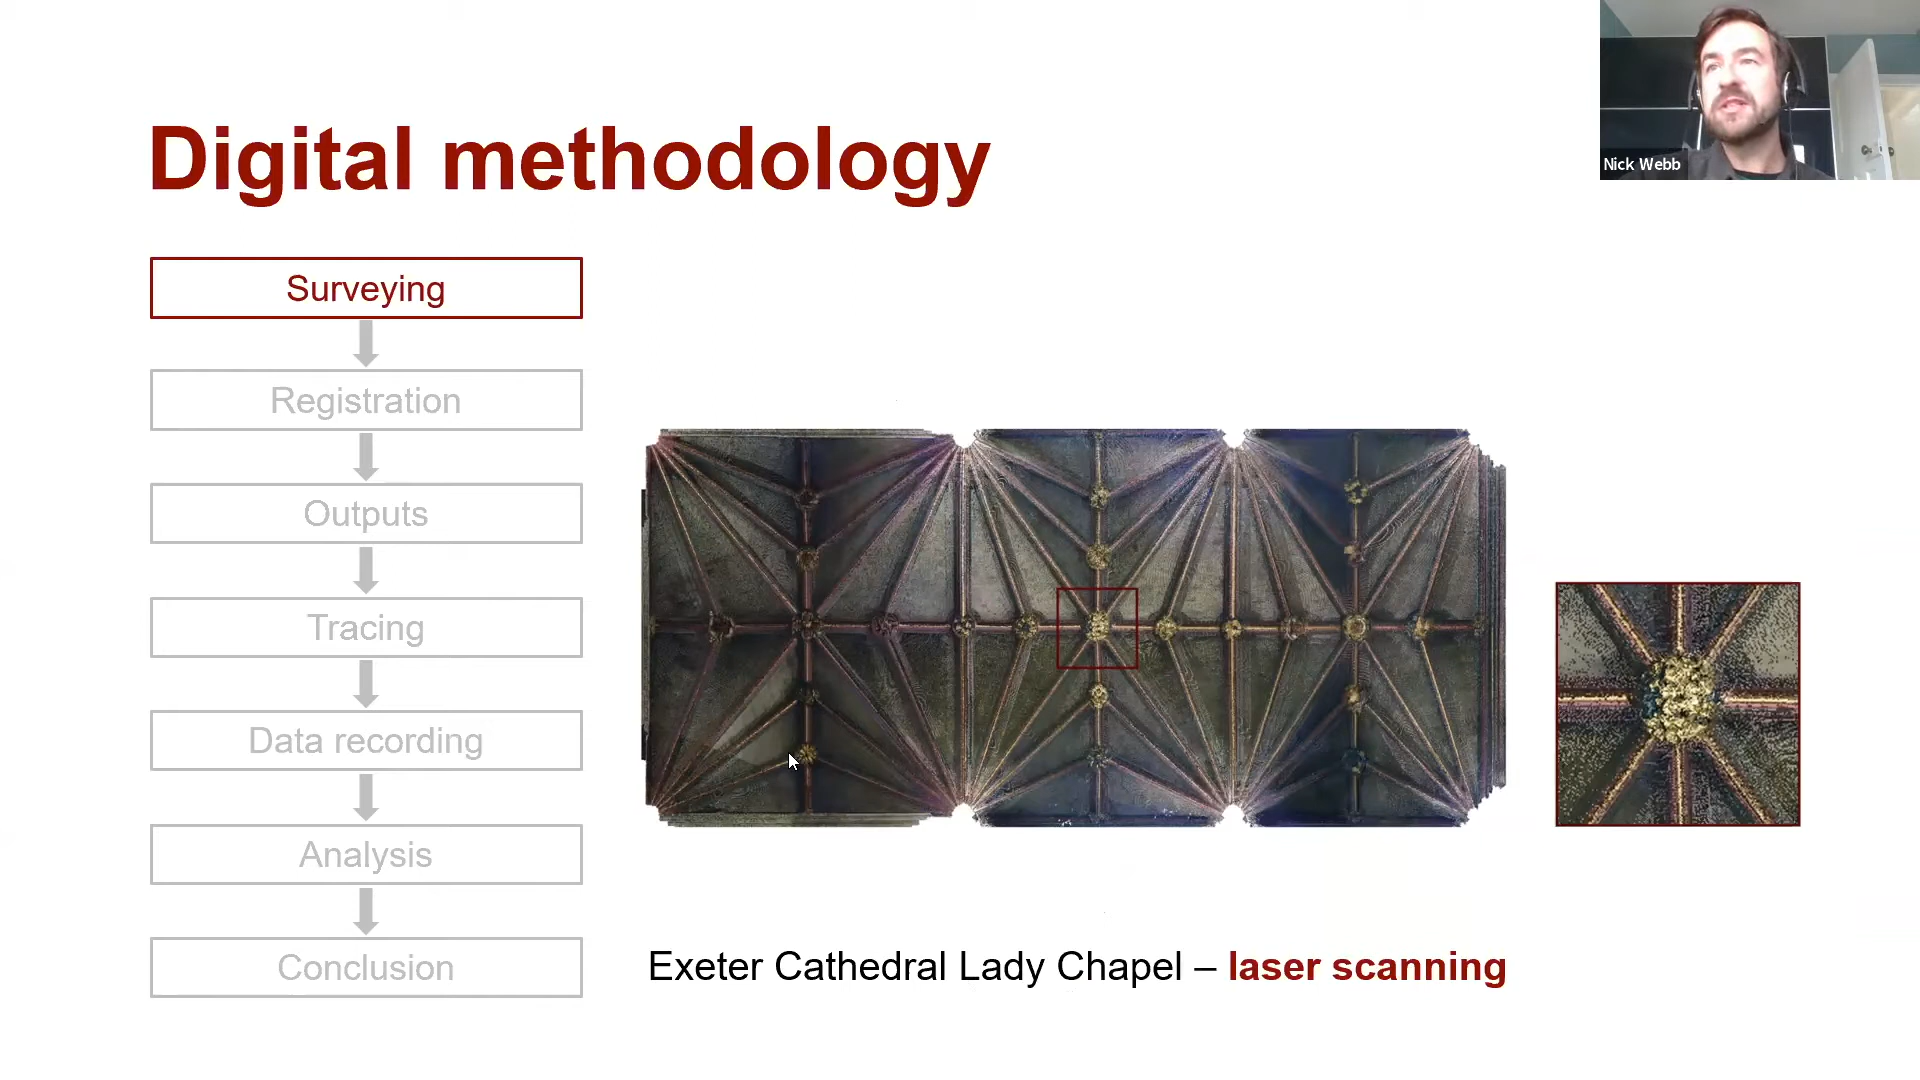 Nick Webb
Digital methodology
Surveying
Registration
Outputs
Tracing
Data recording
Analysis
Conclusion
Exeter Cathedral Lady Chapel – laser scanning